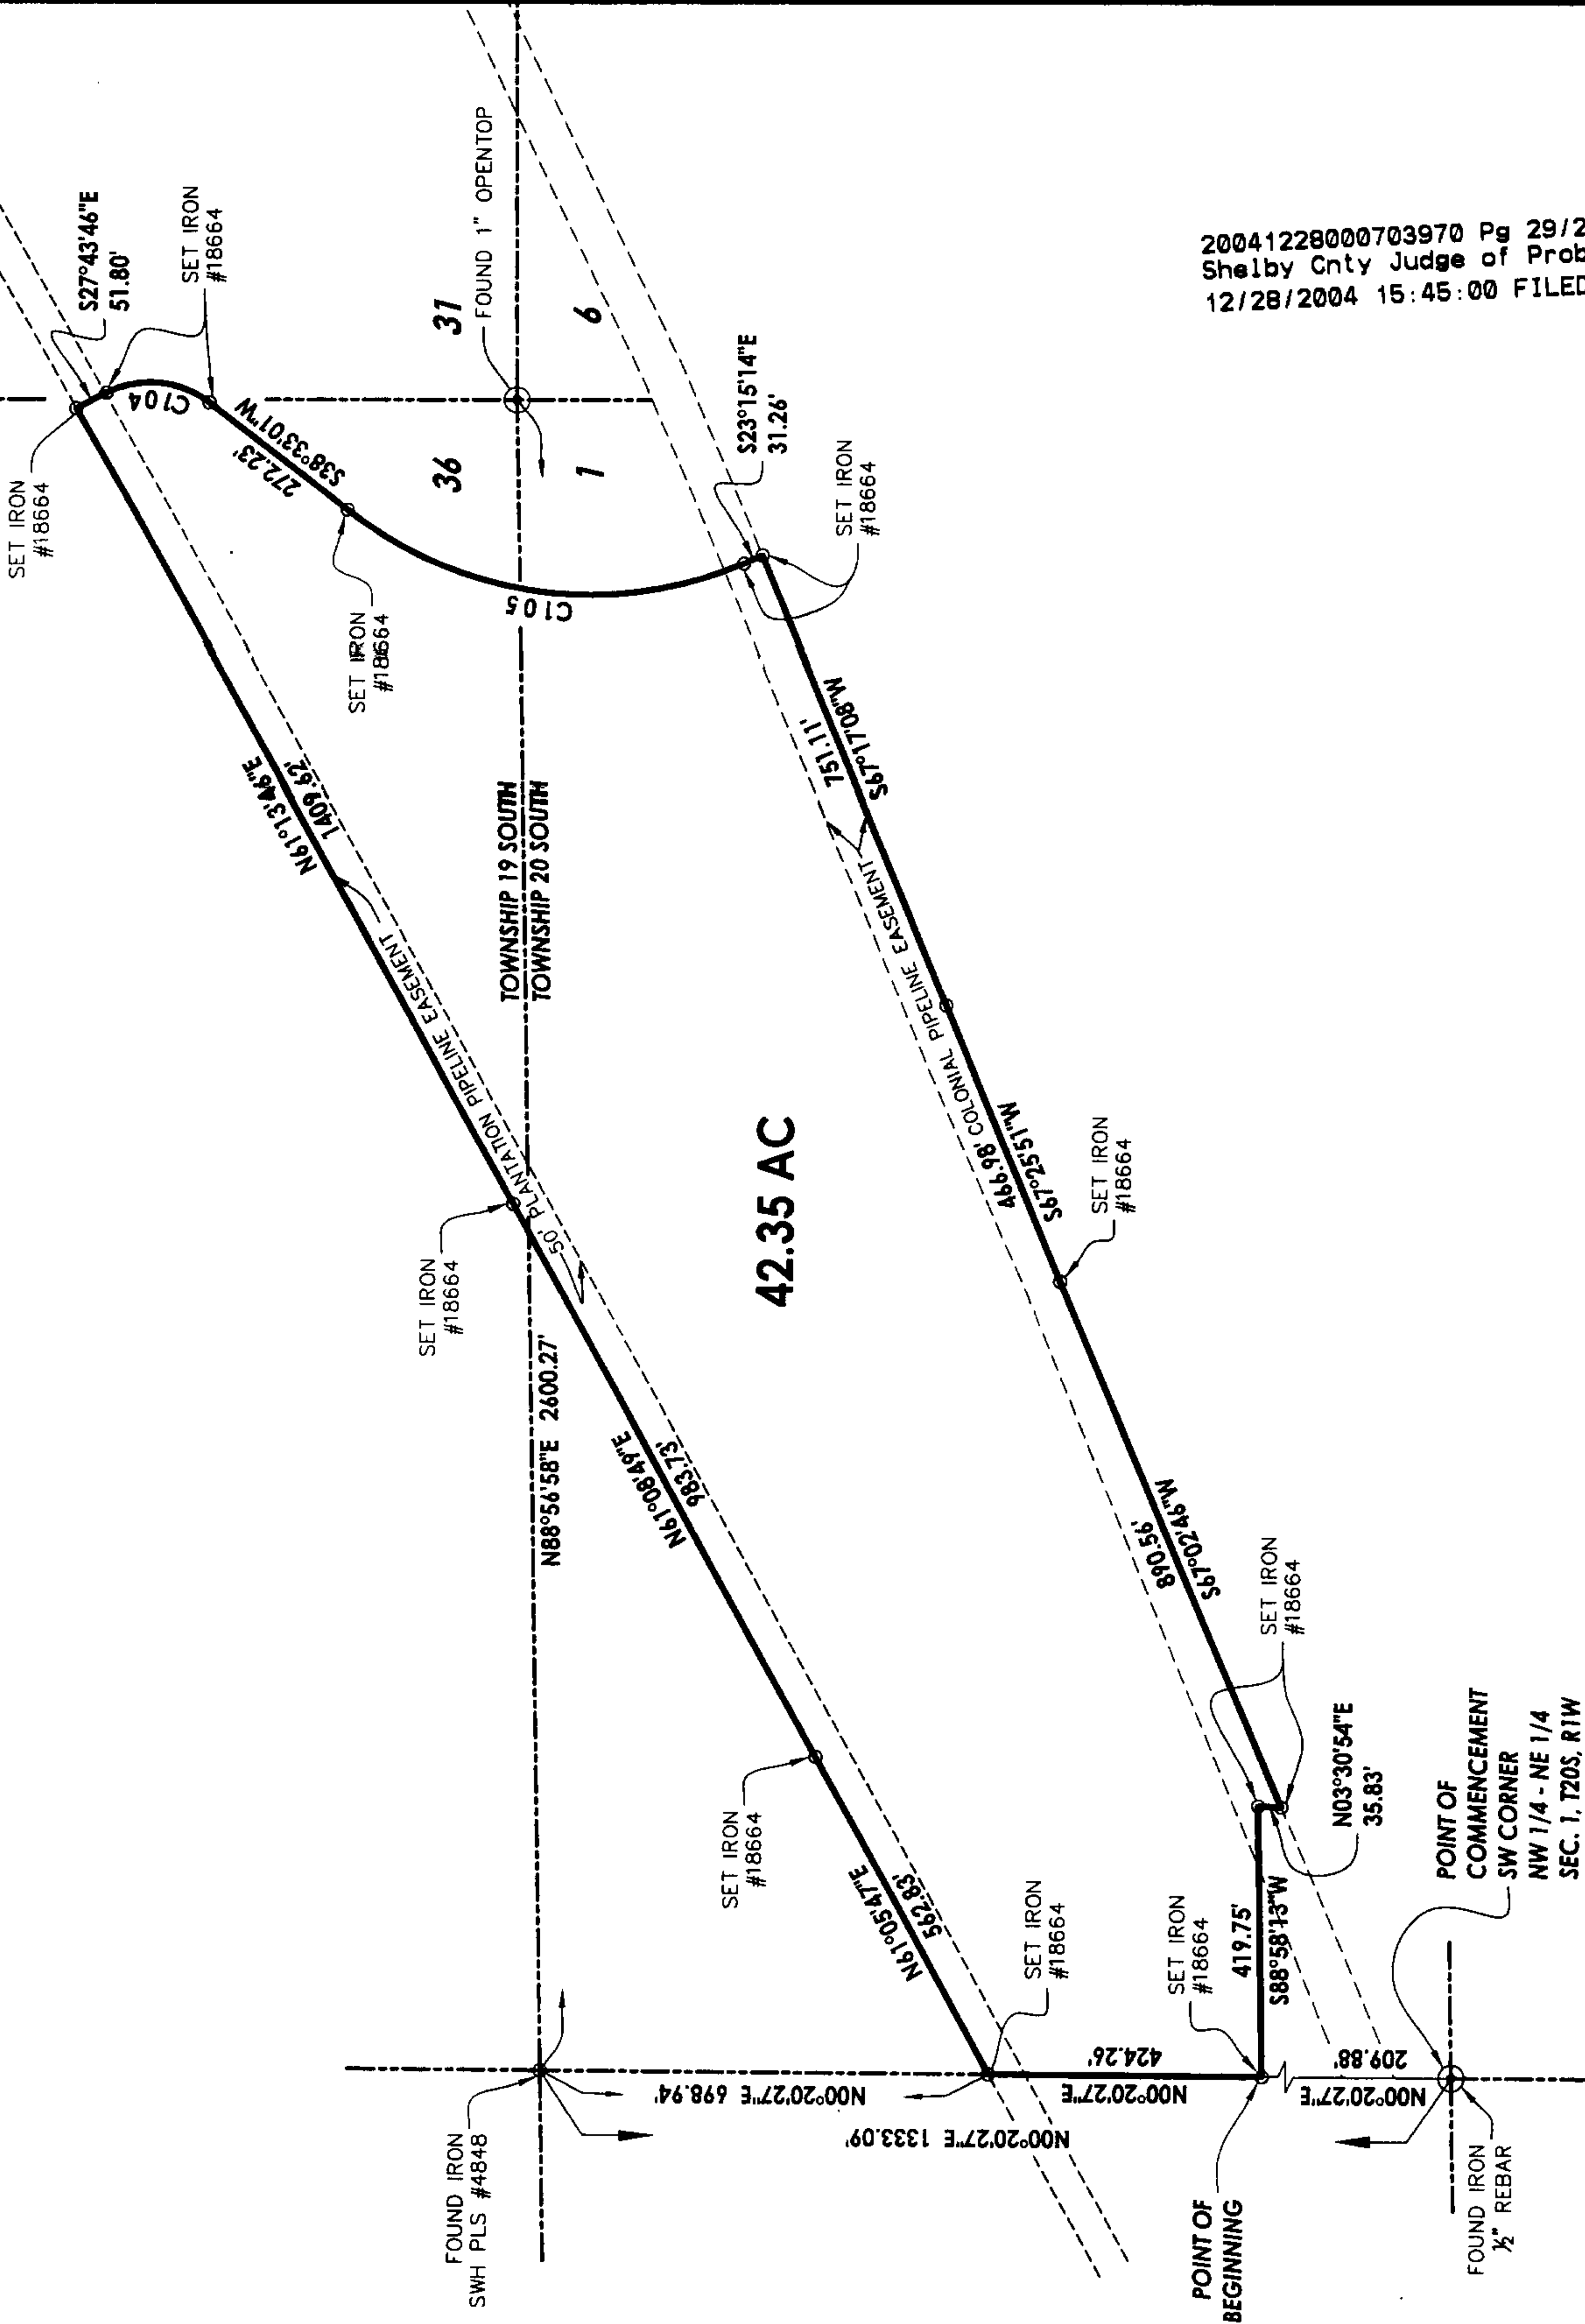 20041228000703970 Pg 29/2
Shelby Cnty Judge of Prob
12/28/2004 15:45:00 FILED
SET IRON
#18664
S27°43'46"E
51.80'
SET IRON
#18664
C104
S38°33'01"W
272.23'
SET IRON
#18664
31
36
6
1
FOUND 1" OPENTOP
C105
S23°15'14"E
31.26'
SET IRON
#18664
N61°13'46"E
1409.62'
TOWNSHIP 19 SOUTH
TOWNSHIP 20 SOUTH
751.11'
S67°17'08"W
50' PLANTATION PIPELINE EASEMENT
COLONIAL PIPELINE EASEMENT
466.98'
S67°25'51"W
SET IRON
#18664
SET IRON
#18664
42.35 AC
N88°56'58"E 2600.27'
N61°08'49"E
983.73'
890.56'
S67°02'46"W
SET IRON
#18664
SET IRON
#18664
N61°05'47"E
562.83'
SET IRON
#18664
SET IRON
#18664
419.75'
S88°58'13"W
N03°30'54"E
35.83'
POINT OF
COMMENCEMENT
SW CORNER
NW 1/4 - NE 1/4
SEC. 1, T20S, R1W
FOUND IRON
SWH PLS #4848
N00°20'27"E 698.94'
N00°20'27"E 1333.09'
424.26'
N00°20'27"E
209.88'
N00°20'27"E
POINT OF
BEGINNING
FOUND IRON
½" REBAR